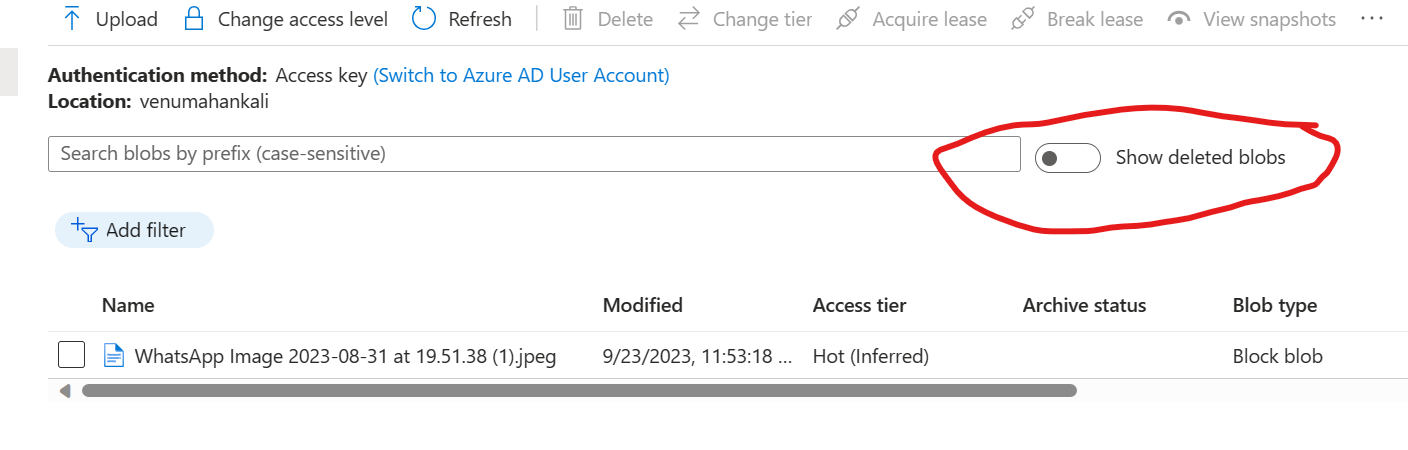 Upload Change access level Refresh Delete Change tier Acquire lease Break lease View snapshots ...
Authentication method: Access key (Switch to Azure AD User Account)
Location: venumahankali
Search blobs by prefix (case-sensitive) Show deleted blobs
Add filter
Name Modified Access tier Archive status Blob type
WhatsApp Image 2023-08-31 at 19.51.38 (1).jpeg 9/23/2023, 11:53:18 ... Hot (Inferred) Block blob